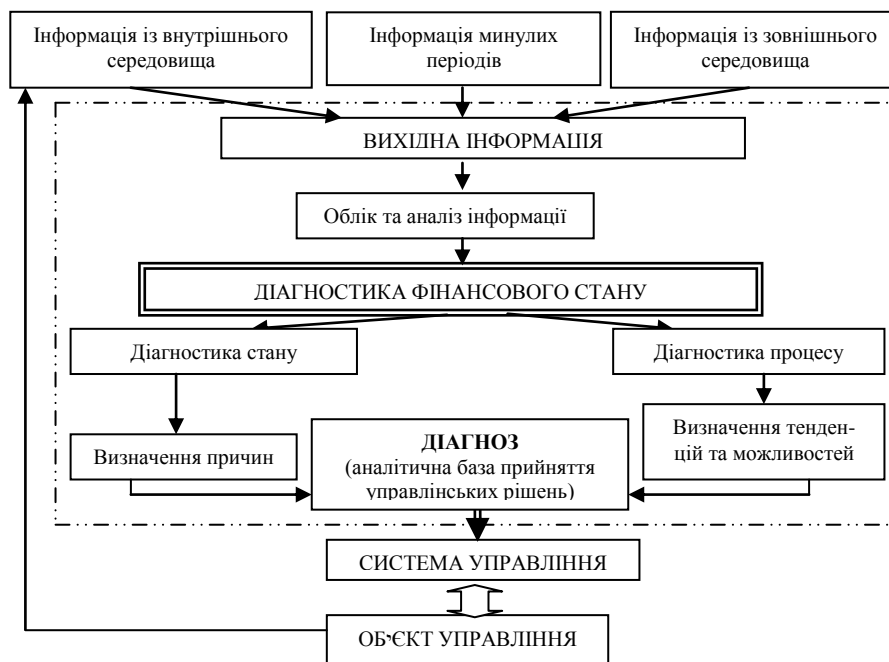 Інформація із внутрішнього
середовища
Інформація минулих
періодів
Інформація із зовнішнього
середовища
ВИХІДНА ІНФОРМАЦІЯ
Облік та аналіз інформації
ДІАГНОСТИКА ФІНАНСОВОГО СТАНУ
Діагностика стану
Діагностика процесу
Визначення причин
ДІАГНОЗ
(аналітична база прийняття
управлінських рішень)
Визначення тенден-
цій та можливостей
СИСТЕМА УПРАВЛІННЯ
ОБ'ЄКТ УПРАВЛІННЯ